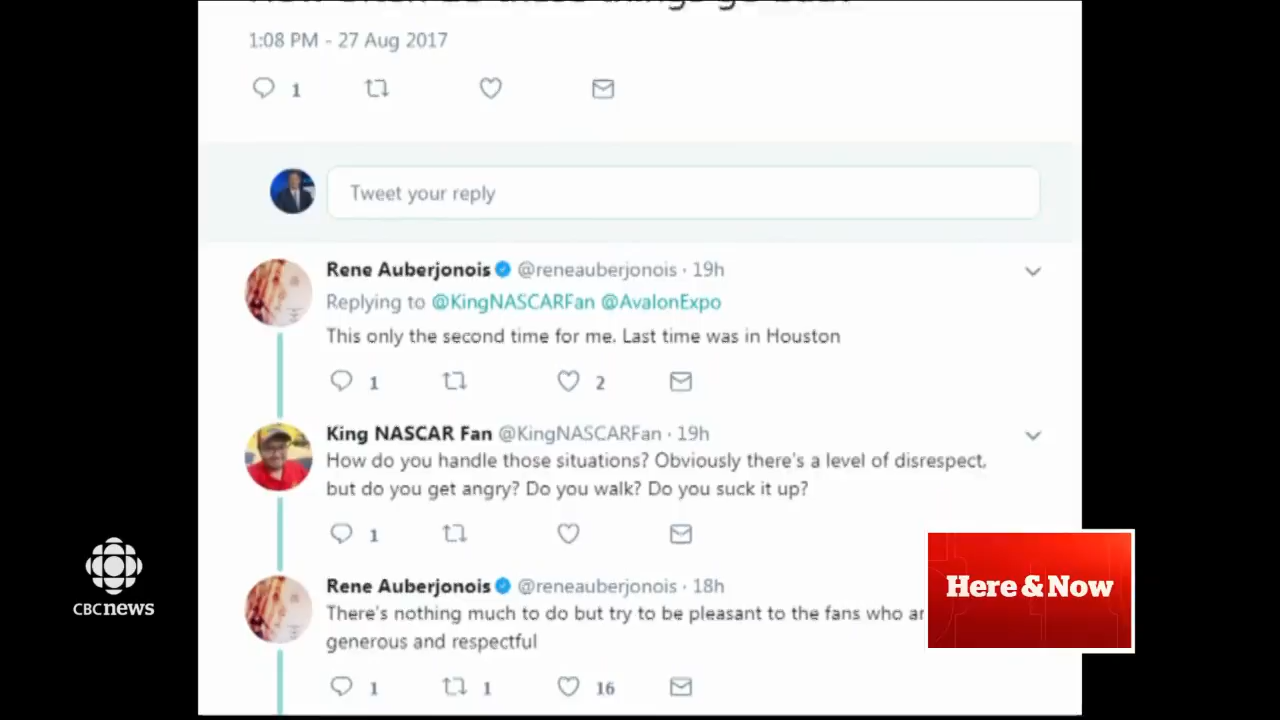 1:08 PM - 27 Aug 2017
1
Tweet your reply
Rene Auberjonois @reneauberjonois · 19h
Replying to @KingNASCARFan @AvalonExpo
This only the second time for me. Last time was in Houston
1 2
King NASCAR Fan @KingNASCARFan · 19h
How do you handle those situations? Obviously there's a level of disrespect,
but do you get angry? Do you walk? Do you suck it up?
1
Rene Auberjonois @reneauberjonois · 18h
There's nothing much to do but try to be pleasant to the fans who
generous and respectful
1 1 16
CBCnews
Here & Now